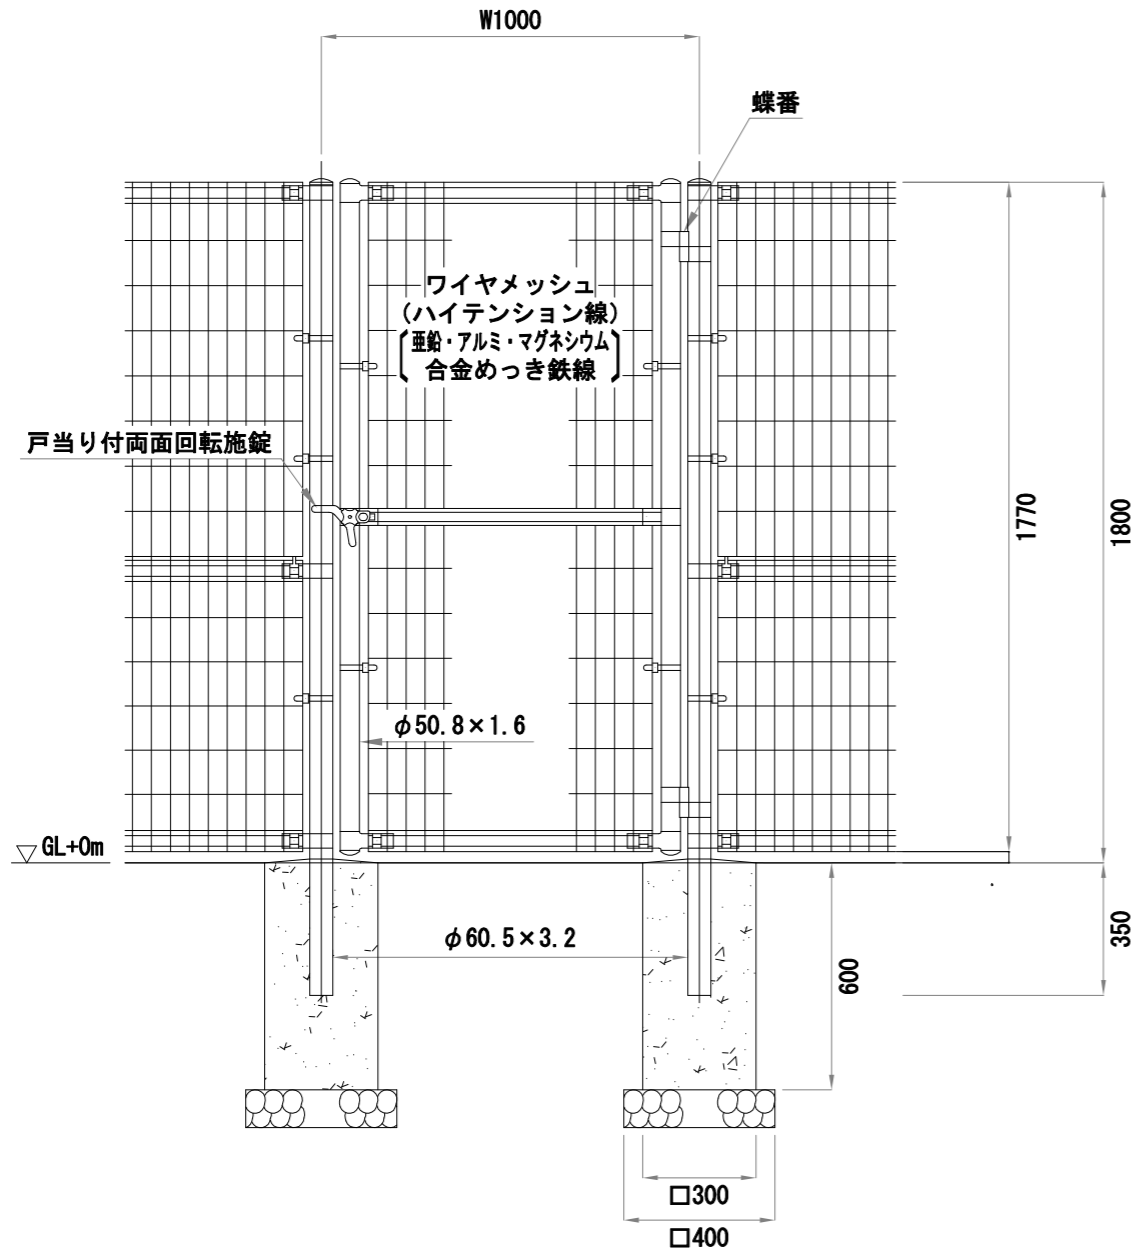 W1000
蝶番
ワイヤメッシュ
(ハイテンション線)
亜鉛・アルミ・マグネシウム
合金めっき鉄線
戸当り付両面回転施錠
1770
1800
φ50.8×1.6
GL+0m
φ60.5×3.2
600
350
□300
□400